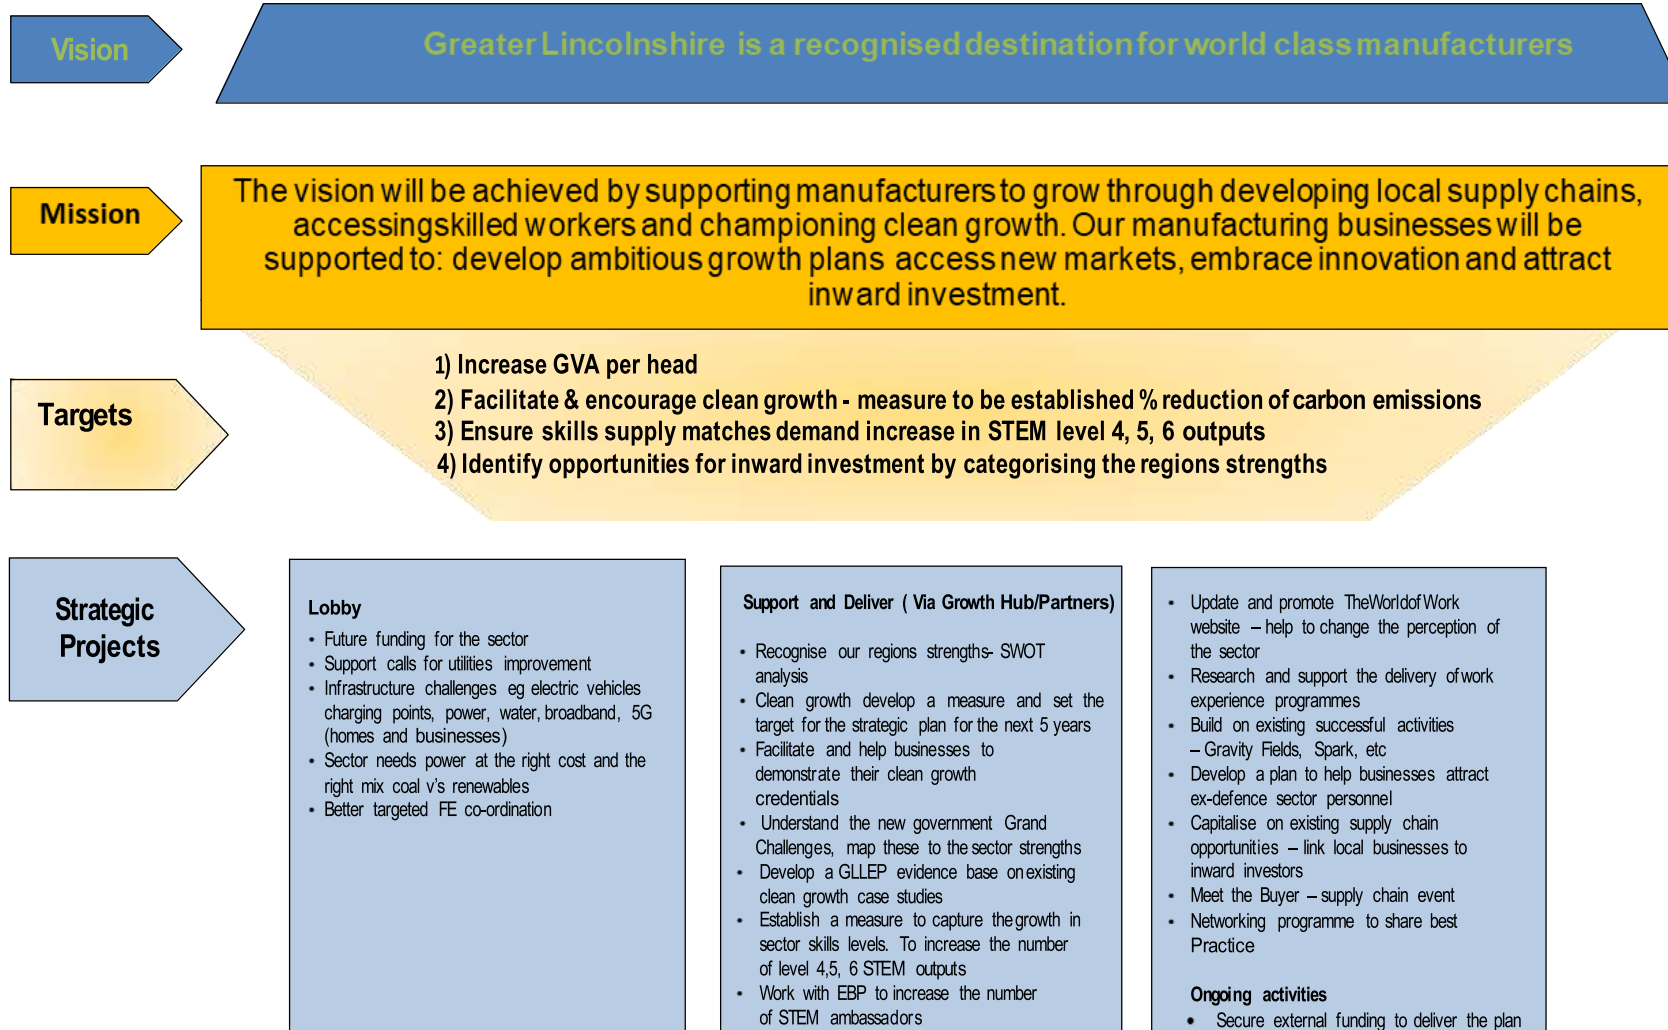 Vision
Greater Lincolnshire is a recognised destination for world class manufacturers
Mission
The vision will be achieved by supporting manufacturers to grow through developing local supply chains,
accessingskilled workers and championing clean growth. Our manufacturing businesses will be
supported to: develop ambitious growth plans access new markets, embrace innovation and attract
inward investment.
Targets
1) Increase GVA per head
2) Facilitate & encourage clean growth - measure to be established % reduction of carbon emissions
3) Ensure skills supply matches demand increase in STEM level 4, 5, 6 outputs
4) Identify opportunities for inward investment by categorising the regions strengths
Strategic
Projects
Lobby
• Future funding for the sector
• Support calls for utilities improvement
• Infrastructure challenges eg electric vehicles
charging points, power, water, broadband, 5G
(homes and businesses)
• Sector needs power at the right cost and the
right mix coal v's renewables
• Better targeted FE co-ordination
Support and Deliver ( Via Growth Hub/Partners)
• Recognise our regions strengths- SWOT
analysis
• Clean growth develop a measure and set the
target for the strategic plan for the next 5 years
• Facilitate and help businesses to
demonstrate their clean growth
credentials
• Understand the new government Grand
Challenges, map these to the sector strengths
• Develop a GLLEP evidence base on existing
clean growth case studies
• Establish a measure to capture the growth in
sector skills levels. To increase the number
of level 4,5, 6 STEM outputs
• Work with EBP to increase the number
of STEM ambassadors
• Update and promote TheWorldofWork
website – help to change the perception of
the sector
• Research and support the delivery of work
experience programmes
• Build on existing successful activities
– Gravity Fields, Spark, etc
• Develop a plan to help businesses attract
ex-defence sector personnel
• Capitalise on existing supply chain
opportunities – link local businesses to
inward investors
• Meet the Buyer – supply chain event
• Networking programme to share best
Practice
Ongoing activities
• Secure external funding to deliver the plan